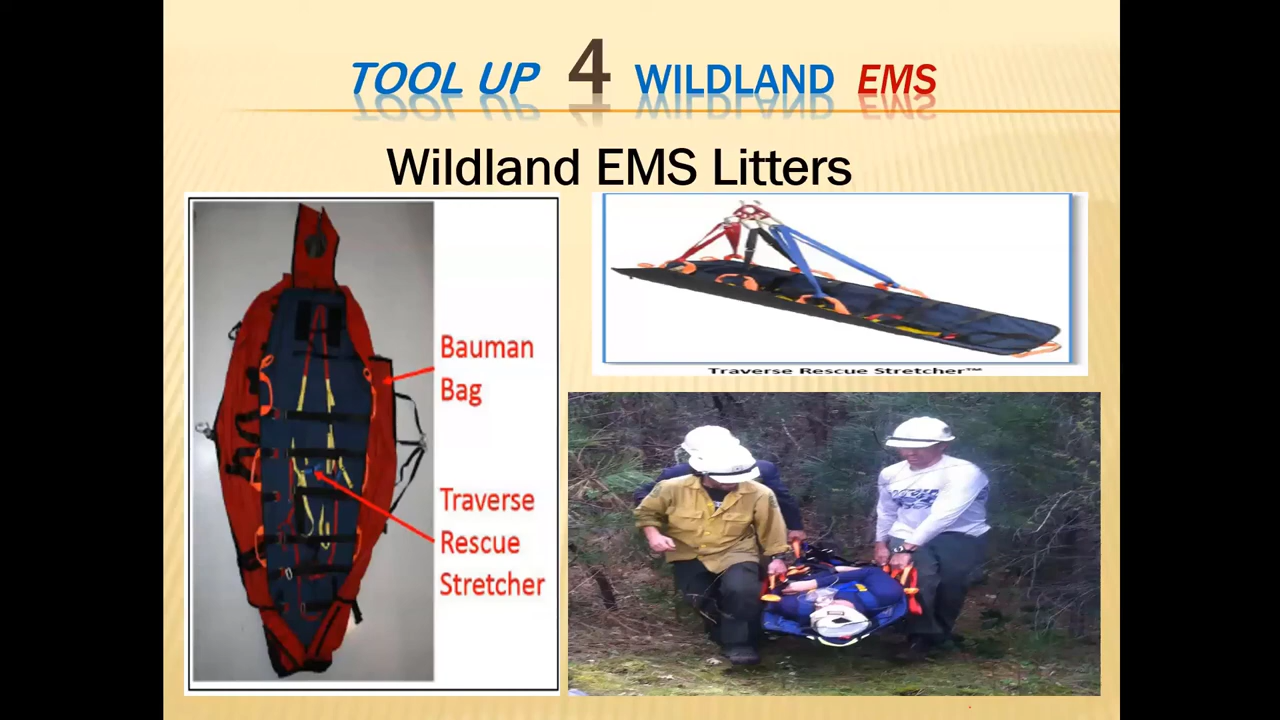 TOOL UP 4 WILDLAND EMS
Wildland EMS Litters
Bauman
Bag
Traverse
Rescue
Stretcher
Traverse Rescue Stretcher™